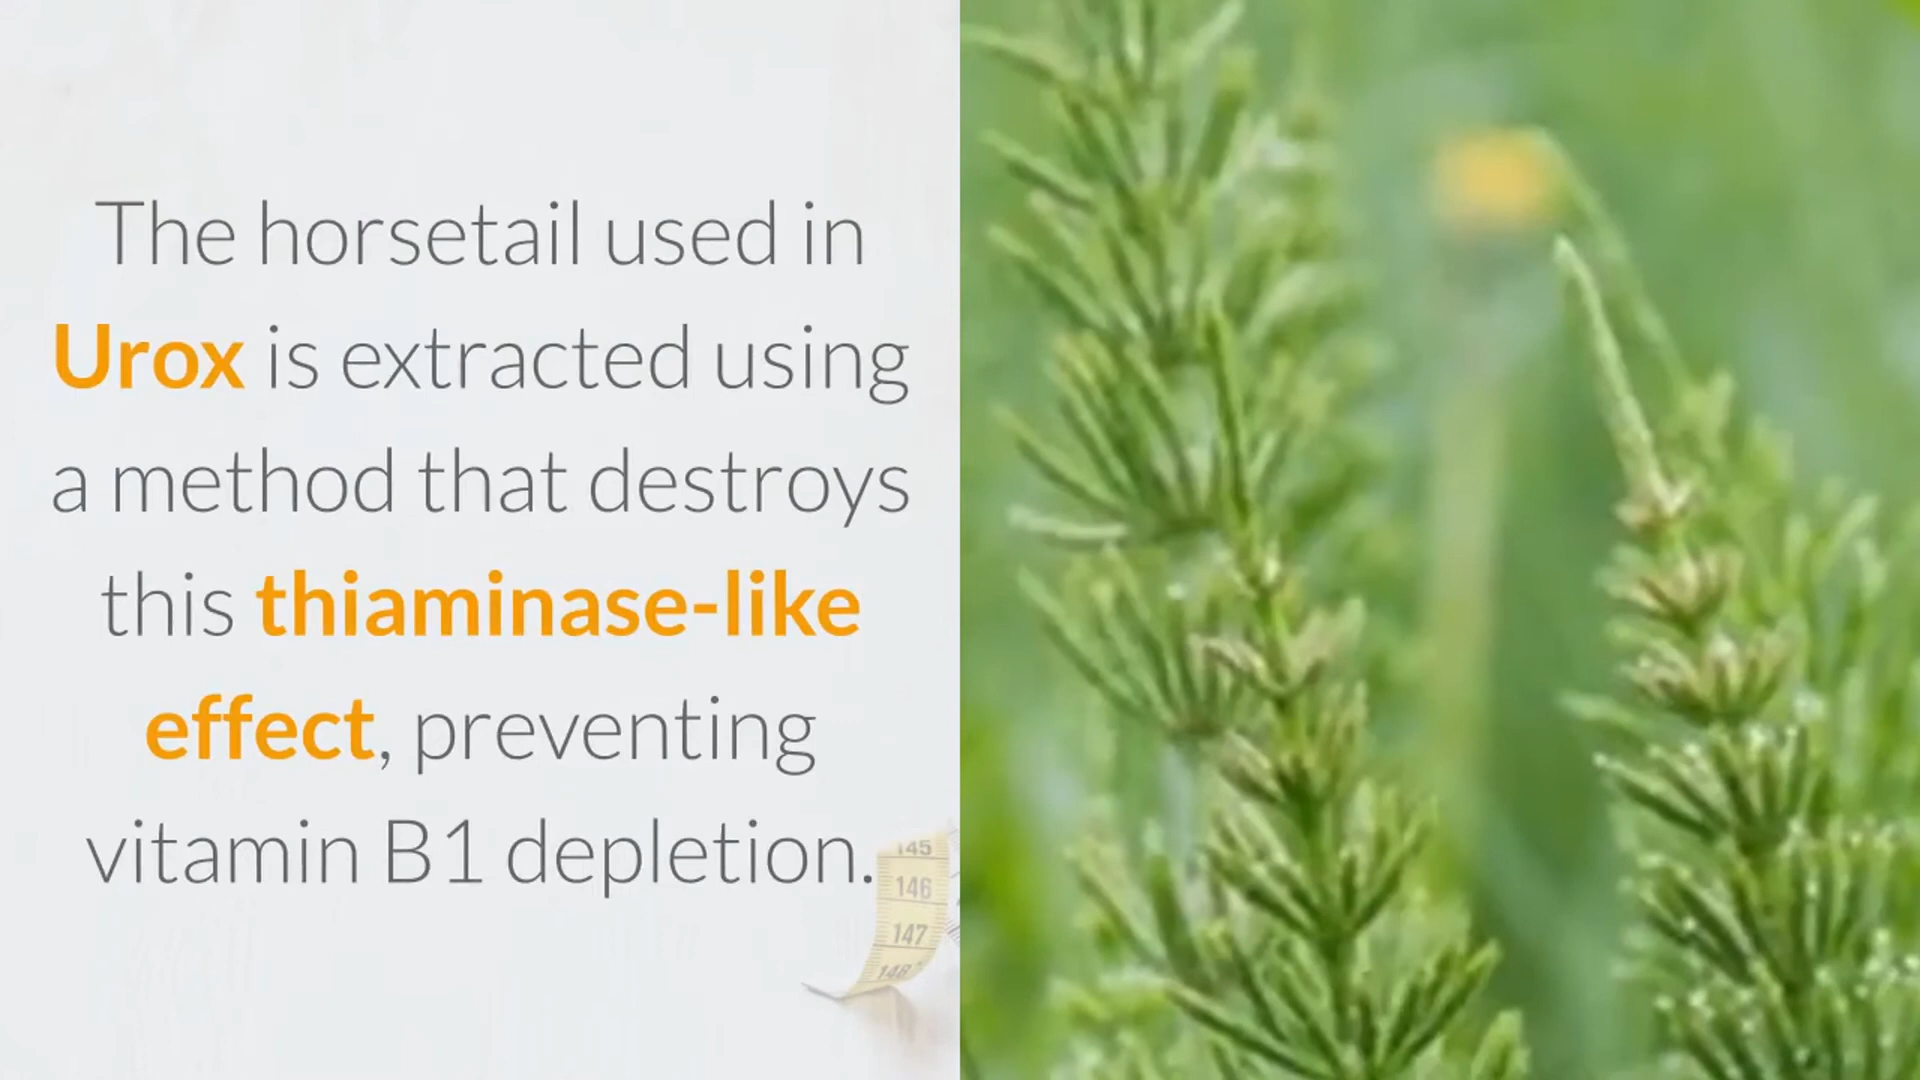 The horsetail used in
Urox is extracted using
a method that destroys
this thiaminase-like
effect, preventing
vitamin B1 depletion.
145
146
147
148